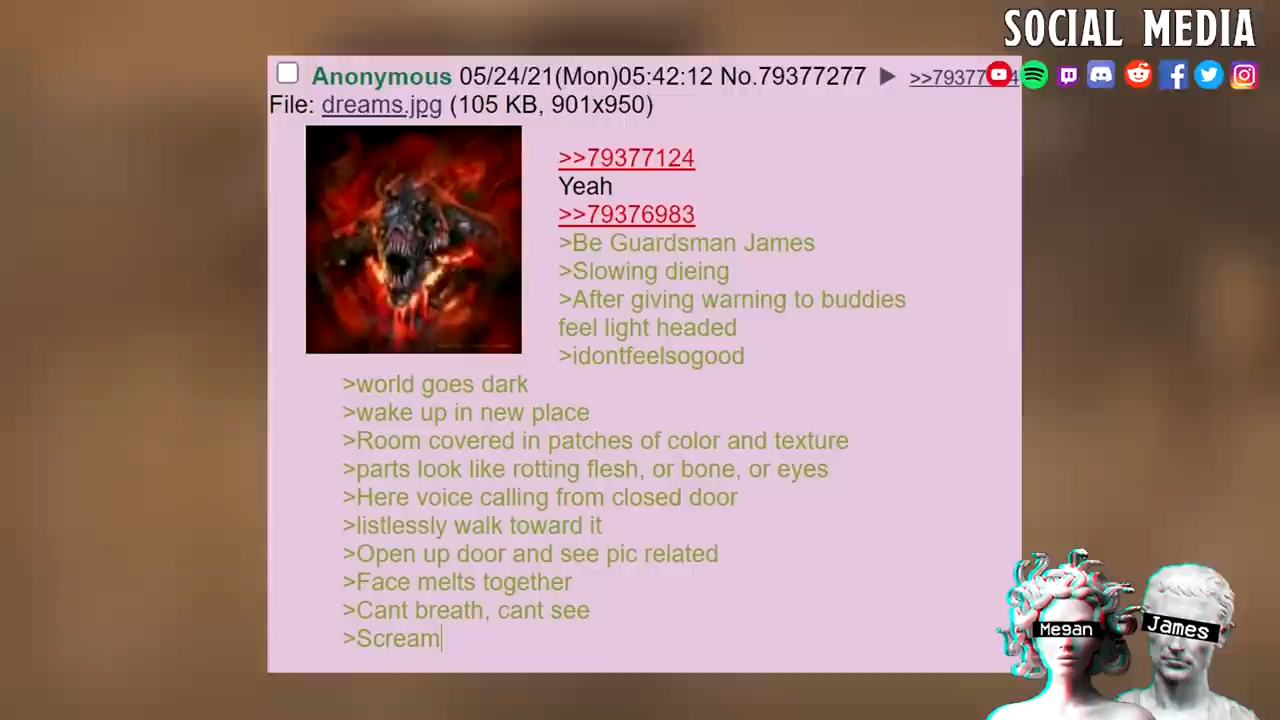 SOCIAL MEDIA
Anonymous 05/24/21(Mon)05:42:12 No.79377277 ▶ >>79377
File: dreams.jpg (105 KB, 901x950)
>>79377124
Yeah
>>79376983
>Be Guardsman James
>Slowing dieing
>After giving warning to buddies
feel light headed
>idontfeelsogood
>world goes dark
>wake up in new place
>Room covered in patches of color and texture
>parts look like rotting flesh, or bone, or eyes
>Here voice calling from closed door
>listlessly walk toward it
>Open up door and see pic related
>Face melts together
>Cant breath, cant see
>Scream
Megan
James